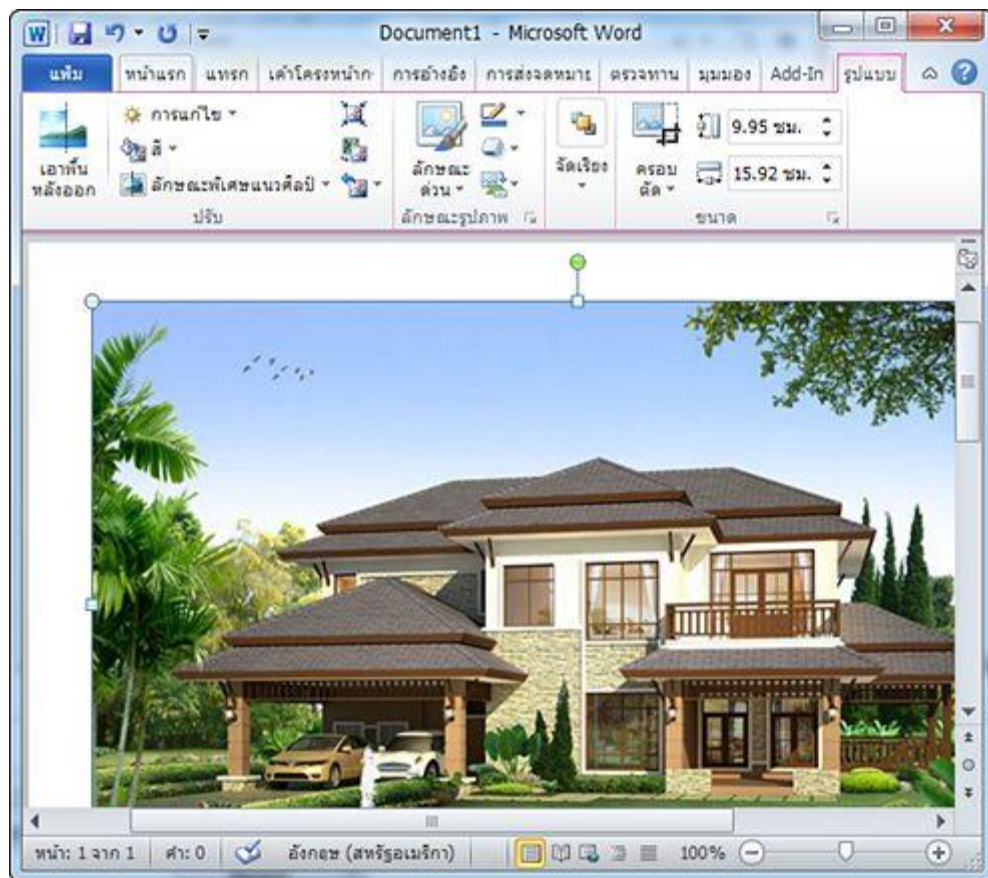 Document1 - Microsoft Word
แฟ้ม หน้าแรก แทรก เค้าโครงหน้าก การอ้างอิง การส่งจดหมาย ตรวจทาน มุมมอง Add-In รูปแบบ
เอาพื้น
หลังออก
การแก้ไข
สี
ลักษณะพิเศษแนวศิลป์
ปรับ
ลักษณะ
ด่วน
ลักษณะรูปภาพ
จัดเรียง
ครอบ
ตัด
9.95 ซม.
15.92 ซม.
ขนาด
หน้า: 1 จาก 1 คำ: 0 อังกฤษ (สหรัฐอเมริกา) 100%